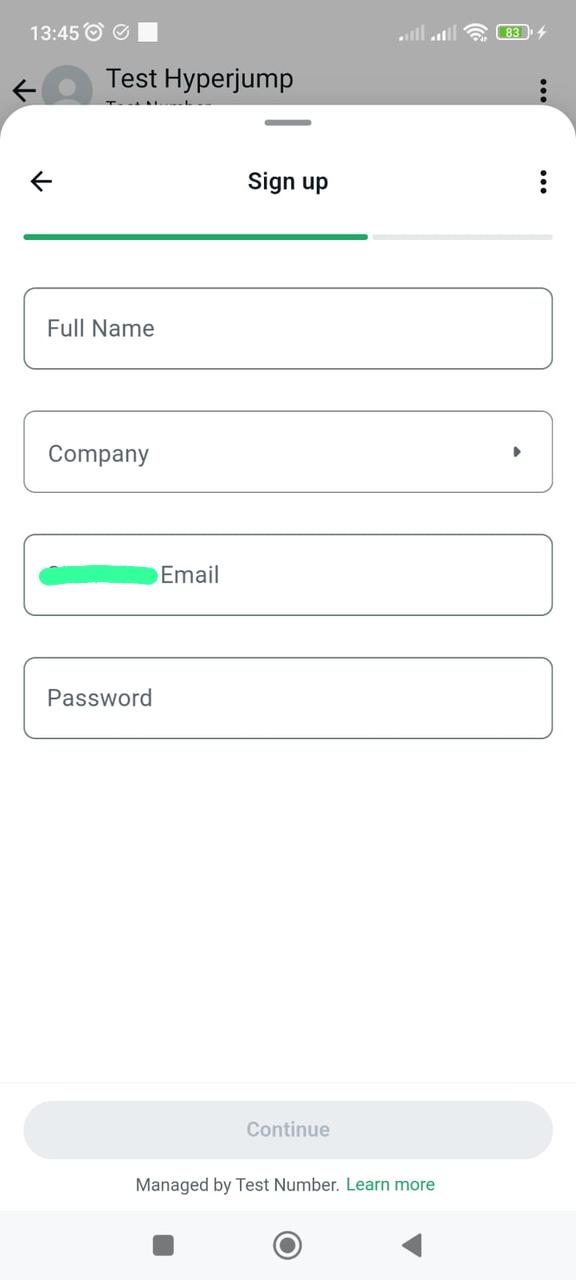 13:45
83
Test Hyperjump
Test Number
Sign up
Full Name
Company
Email
Password
Continue
Managed by Test Number. Learn more